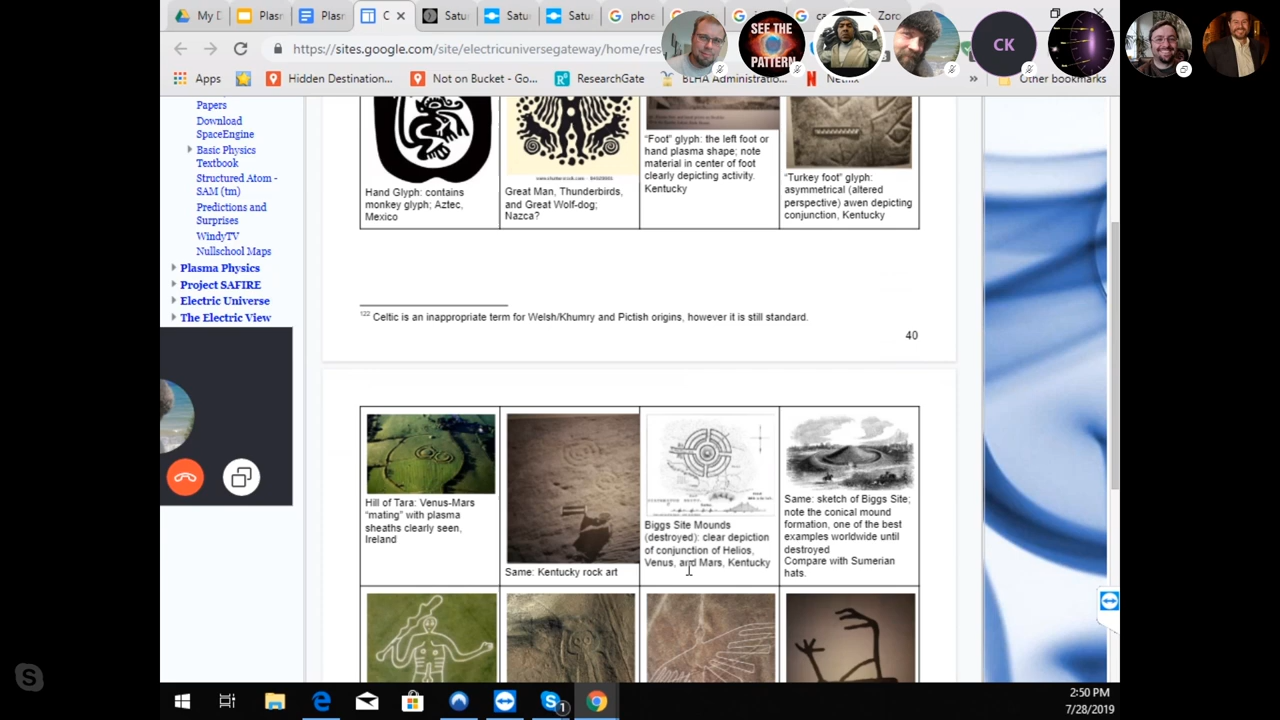 My D
Plasm
Plasm
C
Satu
Satu
Satu
phoe
Zoro
https://sites.google.com/site/electricuniversegateway/home/res
SEE THE
PATTERN
CK
Apps
Hidden Destination...
Not on Bucket - Go...
ResearchGate
BLHA Administratio...
Netflix
»
Other bookmarks
Papers
Download
SpaceEngine
Basic Physics
Textbook
Structured Atom -
SAM (tm)
Predictions and
Surprises
WindyTV
Nullschool Maps
Plasma Physics
Project SAFIRE
Electric Universe
The Electric View
Hand Glyph: contains
monkey glyph; Aztec,
Mexico
Great Man, Thunderbirds,
and Great Wolf-dog;
Nazca?
"Foot" glyph: the left foot or
hand plasma shape; note
material in center of foot
clearly depicting activity.
Kentucky
"Turkey foot" glyph:
asymmetrical (altered
perspective) awen depicting
conjunction, Kentucky
122 Celtic is an inappropriate term for Welsh/Khumry and Pictish origins, however it is still standard.
40
Hill of Tara: Venus-Mars
"mating" with plasma
sheaths clearly seen,
Ireland
Same: Kentucky rock art
Biggs Site Mounds
(destroyed): clear depiction
of conjunction of Helios,
Venus, and Mars, Kentucky
Same: sketch of Biggs Site;
note the conical mound
formation, one of the best
examples worldwide until
destroyed
Compare with Sumerian
hats.
S
S 1
2:50 PM
7/28/2019